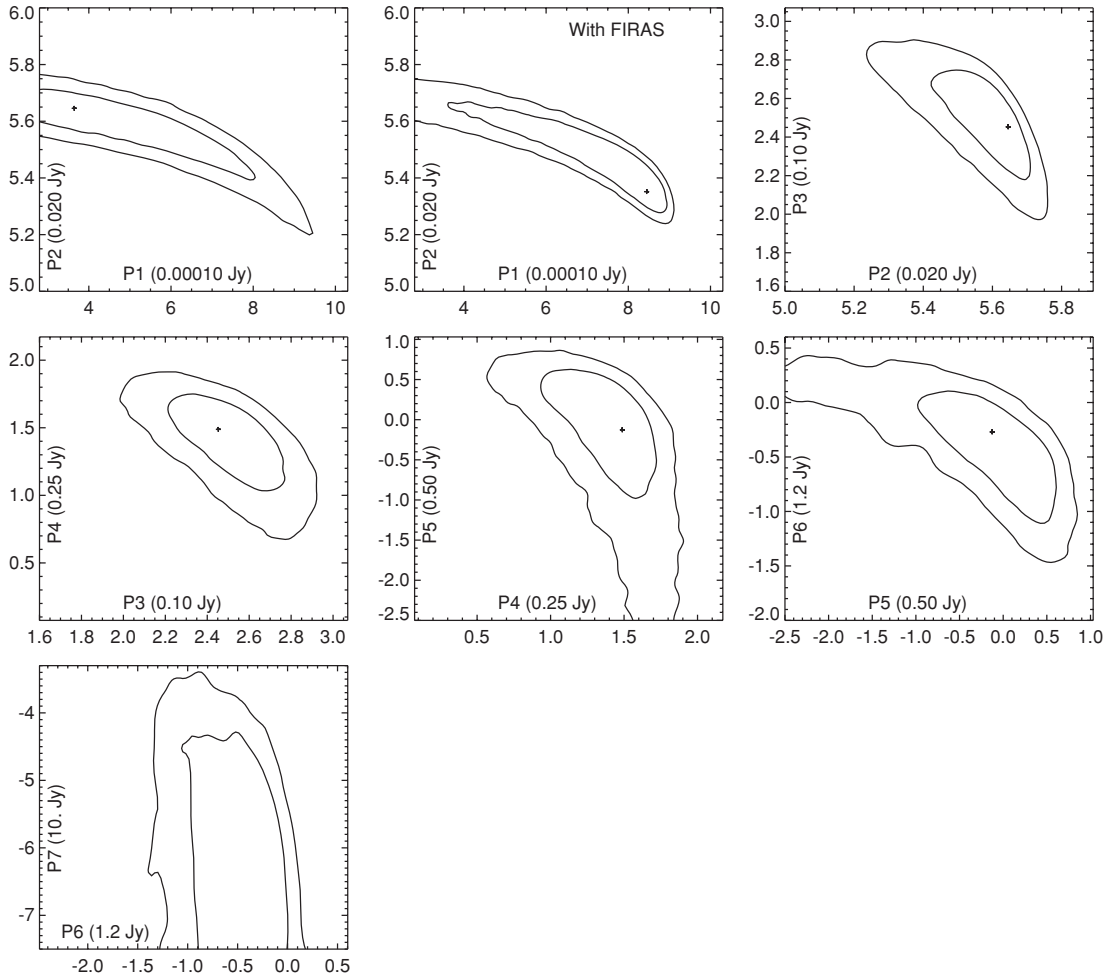 6.0
5.8
5.6
5.4
5.2
5.0
P2 (0.020 Jy)
P1 (0.00010 Jy)
4 6 8 10
With FIRAS
6.0
5.8
5.6
5.4
5.2
5.0
P2 (0.020 Jy)
P1 (0.00010 Jy)
4 6 8 10
3.0
2.8
2.6
2.4
2.2
2.0
1.8
1.6
P3 (0.10 Jy)
P2 (0.020 Jy)
5.0 5.2 5.4 5.6 5.8
2.0
1.5
1.0
0.5
P4 (0.25 Jy)
P3 (0.10 Jy)
1.6 1.8 2.0 2.2 2.4 2.6 2.8 3.0
1.0
0.5
0.0
-0.5
-1.0
-1.5
-2.0
-2.5
P5 (0.50 Jy)
P4 (0.25 Jy)
0.5 1.0 1.5 2.0
0.5
0.0
-0.5
-1.0
-1.5
-2.0
P6 (1.2 Jy)
P5 (0.50 Jy)
-2.5 -2.0 -1.5 -1.0 -0.5 0.0 0.5 1.0
-4
-5
-6
-7
P7 (10. Jy)
P6 (1.2 Jy)
-2.0 -1.5 -1.0 -0.5 0.0 0.5